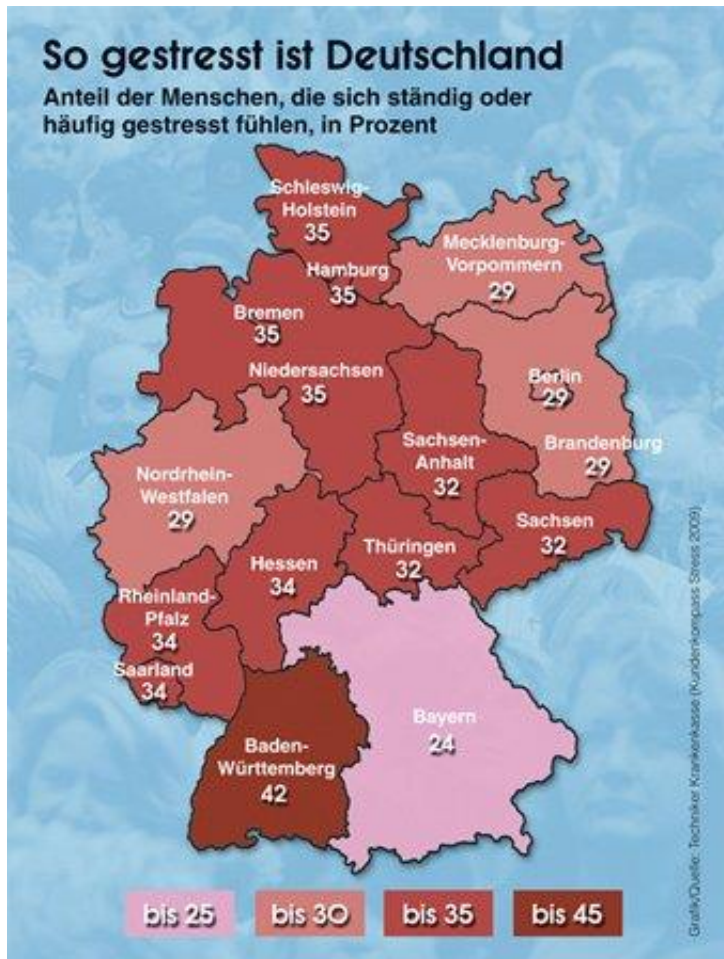 So gestresst ist Deutschland
Anteil der Menschen, die sich ständig oder
häufig gestresst fühlen, in Prozent
Schleswig-
Holstein
35
Mecklenburg-
Vorpommern
29
Hamburg
35
Bremen
35
Niedersachsen
35
Berlin
29
Brandenburg
29
Sachsen-
Anhalt
32
Nordrhein-
Westfalen
29
Sachsen
32
Thüringen
32
Hessen
34
Rheinland-
Pfalz
34
Saarland
34
Bayern
24
Baden-
Württemberg
42
bis 25
bis 30
bis 35
bis 45
Grafik/Quelle: Techniker Krankenkasse (Kundenkompass Stress 2009)